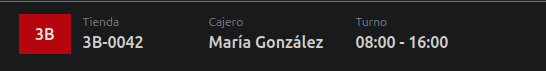 3B
Tienda
3B-0042
Cajero
María González
Turno
08:00 - 16:00